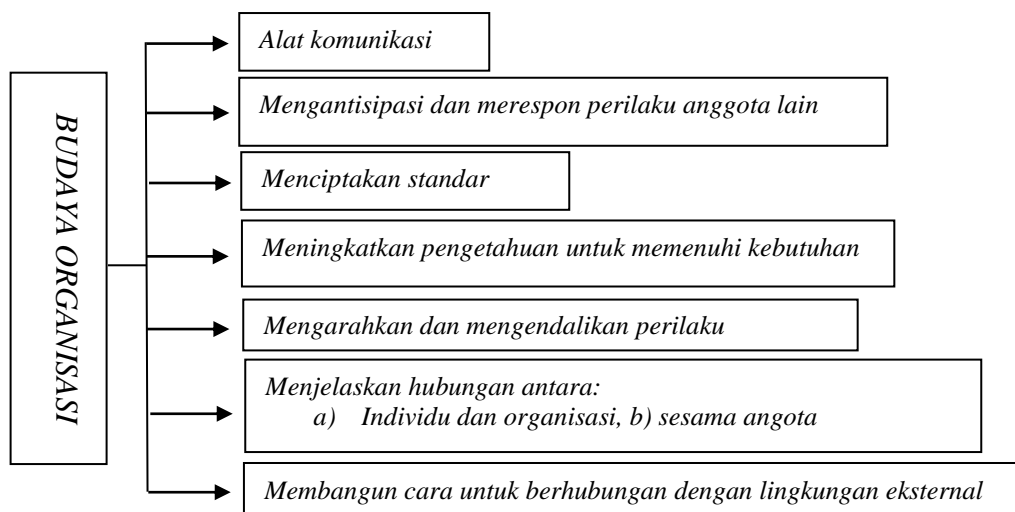 BUDAYA ORGANISASI
Alat komunikasi
Mengantisipasi dan merespon perilaku anggota lain
Menciptakan standar
Meningkatkan pengetahuan untuk memenuhi kebutuhan
Mengarahkan dan mengendalikan perilaku
Menjelaskan hubungan antara:
a) Individu dan organisasi, b) sesama angota
Membangun cara untuk berhubungan dengan lingkungan eksternal